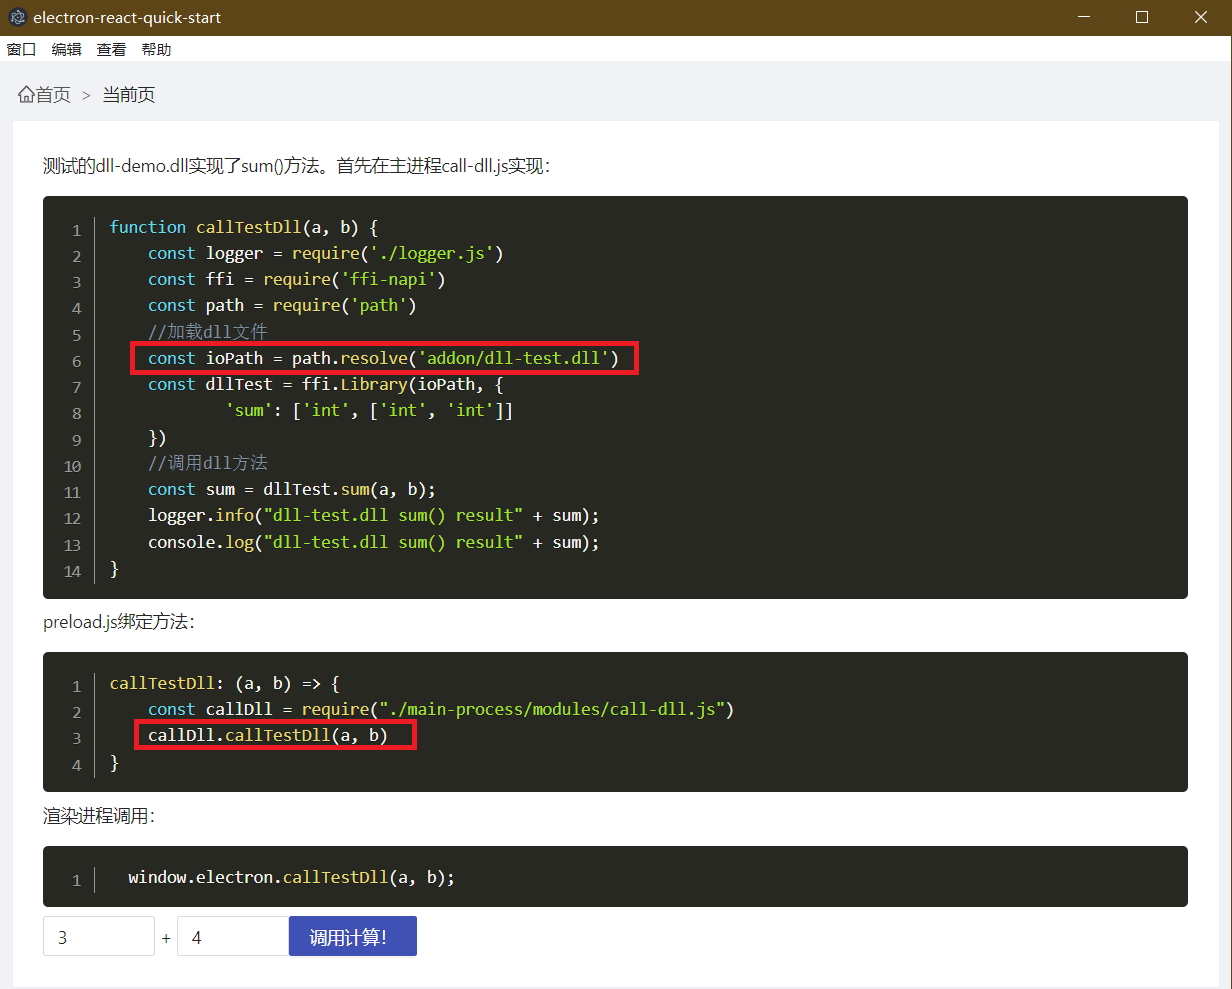 electron-react-quick-start
窗口 编辑 查看 帮助
首页 > 当前页
测试的dll-demo.dll实现了sum()方法。首先在主进程call-dll.js实现：
1 function callTestDll(a, b) {
2     const logger = require('./logger.js')
3     const ffi = require('ffi-napi')
4     const path = require('path')
5     //加载dll文件
6     const ioPath = path.resolve('addon/dll-test.dll')
7     const dllTest = ffi.Library(ioPath, {
8             'sum': ['int', ['int', 'int']]
9     })
10     //调用dll方法
11     const sum = dllTest.sum(a, b);
12     logger.info("dll-test.dll sum() result" + sum);
13     console.log("dll-test.dll sum() result" + sum);
14 }
preload.js绑定方法：
1 callTestDll: (a, b) => {
2     const callDll = require("./main-process/modules/call-dll.js")
3     callDll.callTestDll(a, b)
4 }
渲染进程调用：
1   window.electron.callTestDll(a, b);
3 + 4 调用计算！